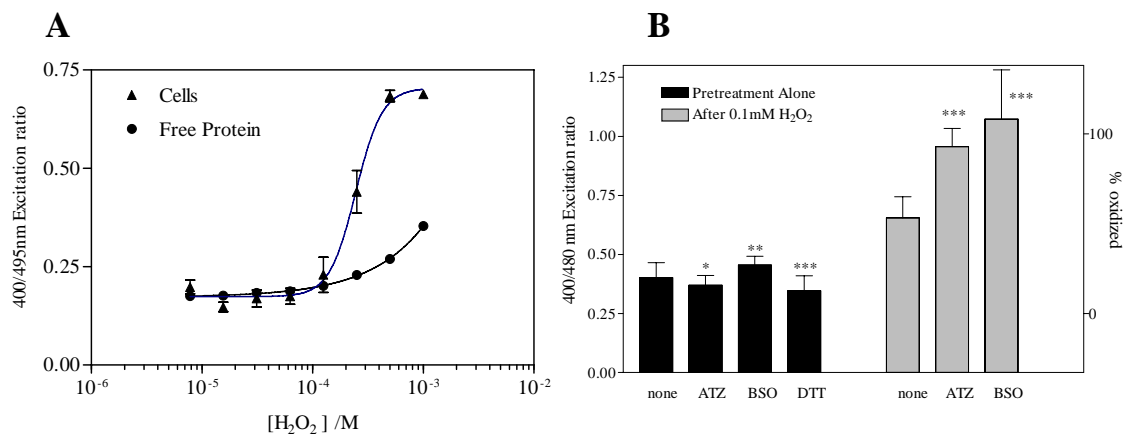 A
0.75
0.50
0.25
0.00
400/495nm Excitation ratio
Cells
Free Protein
10⁻⁶
10⁻⁵
10⁻⁴
10⁻³
10⁻²
[H₂O₂] /M
B
1.25
1.00
0.75
0.50
0.25
0.00
400/480 nm Excitation ratio
Pretreatment Alone
After 0.1mM H₂O₂
*
**
***
***
***
none
ATZ
BSO
DTT
none
ATZ
BSO
100
0
% oxidized